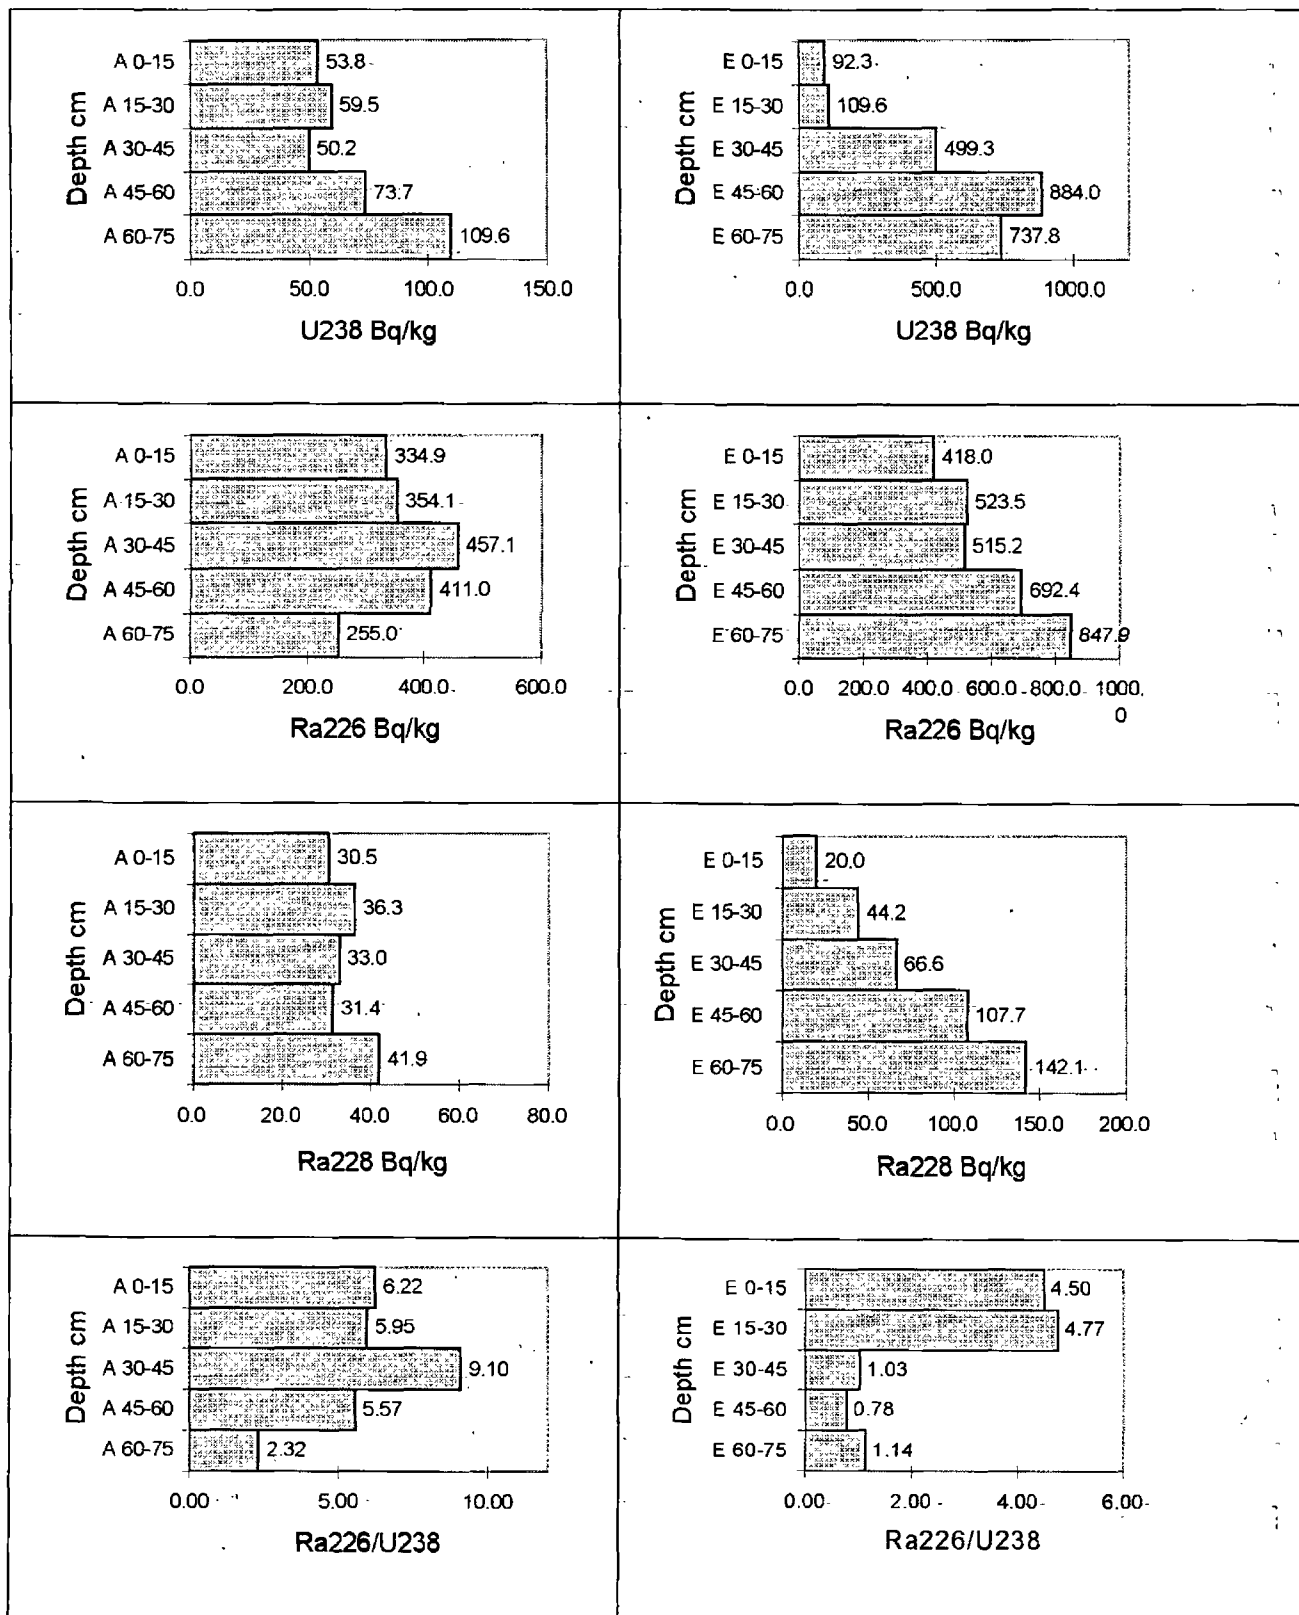 Depth cm
A 0-15 53.8
A 15-30 59.5
A 30-45 50.2
A 45-60 73.7
A 60-75 109.6
0.0 50.0 100.0 150.0
U238 Bq/kg
Depth cm
E 0-15 92.3
E 15-30 109.6
E 30-45 499.3
E 45-60 884.0
E 60-75 737.8
0.0 500.0 1000.0
U238 Bq/kg
Depth cm
A 0-15 334.9
A 15-30 354.1
A 30-45 457.1
A 45-60 411.0
A 60-75 255.0
0.0 200.0 400.0 600.0
Ra226 Bq/kg
Depth cm
E 0-15 418.0
E 15-30 523.5
E 30-45 515.2
E 45-60 692.4
E 60-75 847.9
0.0 200.0 400.0 600.0 800.0 1000.
0
Ra226 Bq/kg
Depth cm
A 0-15 30.5
A 15-30 36.3
A 30-45 33.0
A 45-60 31.4
A 60-75 41.9
0.0 20.0 40.0 60.0 80.0
Ra228 Bq/kg
Depth cm
E 0-15 20.0
E 15-30 44.2
E 30-45 66.6
E 45-60 107.7
E 60-75 142.1
0.0 50.0 100.0 150.0 200.0
Ra228 Bq/kg
Depth cm
A 0-15 6.22
A 15-30 5.95
A 30-45 9.10
A 45-60 5.57
A 60-75 2.32
0.00 5.00 10.00
Ra226/U238
Depth cm
E 0-15 4.50
E 15-30 4.77
E 30-45 1.03
E 45-60 0.78
E 60-75 1.14
0.00 2.00 4.00 6.00
Ra226/U238